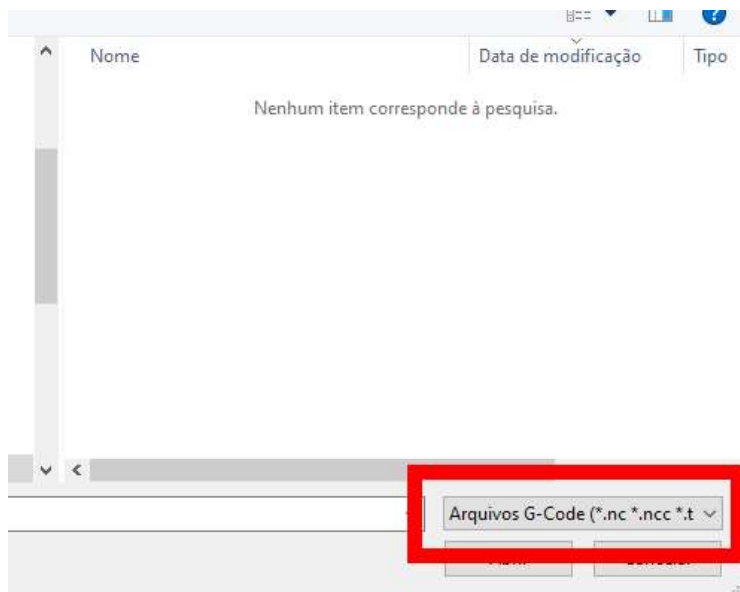 Nome Data de modificação Tipo
Nenhum item corresponde à pesquisa.
Arquivos G-Code (*.nc *.ncc *.t